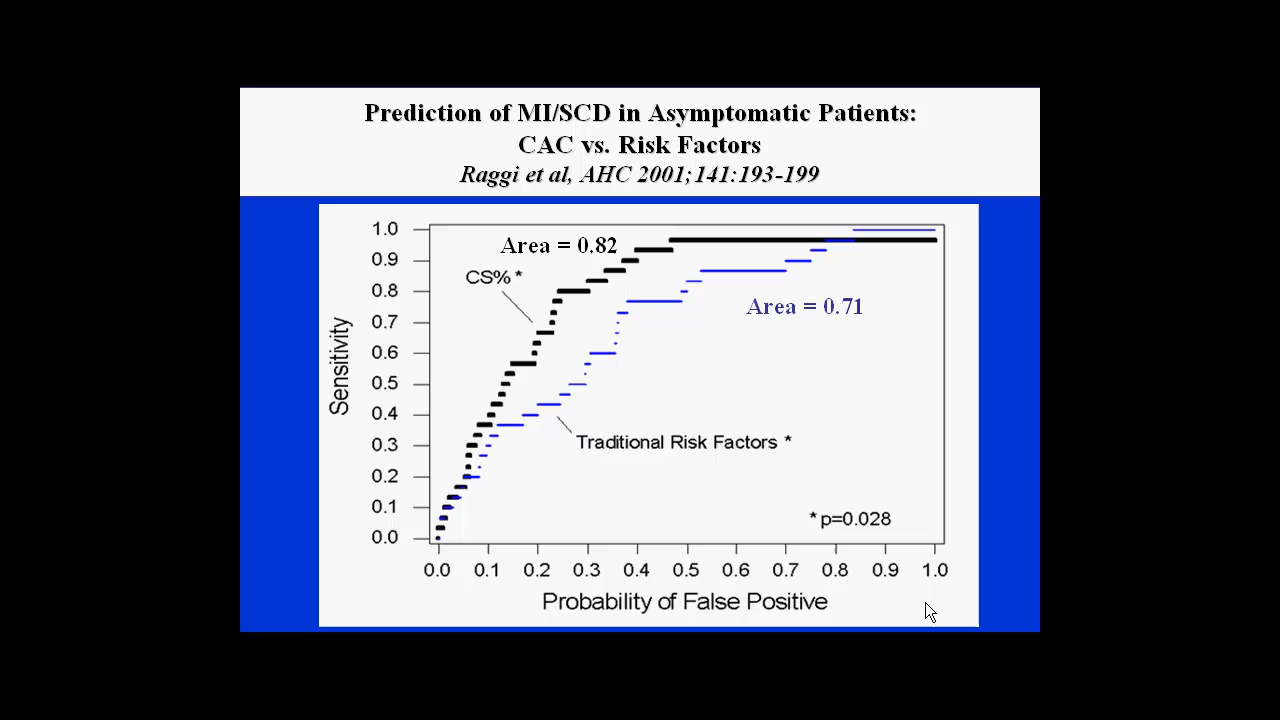 Prediction of MI/SCD in Asymptomatic Patients:
CAC vs. Risk Factors
Raggi et al, AHC 2001;141:193-199
1.0
0.9
0.8
0.7
0.6
0.5
0.4
0.3
0.2
0.1
0.0
Sensitivity
Area = 0.82
CS% *
Area = 0.71
Traditional Risk Factors *
* p=0.028
0.0 0.1 0.2 0.3 0.4 0.5 0.6 0.7 0.8 0.9 1.0
Probability of False Positive